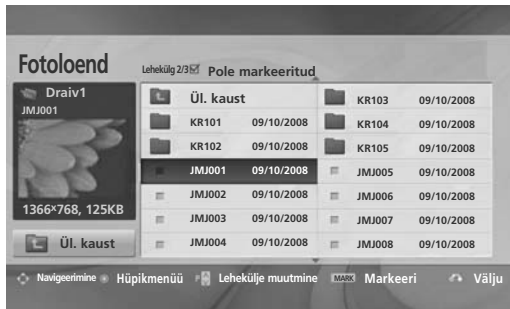 Fotoloend
Lehekülg 2/3 Pole markeeritud
Draiv1
JMJ001
1366x768, 125KB
Ül. kaust
Ül. kaust
KR101 09/10/2008
KR102 09/10/2008
JMJ001 09/10/2008
JMJ002 09/10/2008
JMJ003 09/10/2008
JMJ004 09/10/2008
KR103 09/10/2008
KR104 09/10/2008
KR105 09/10/2008
JMJ005 09/10/2008
JMJ006 09/10/2008
JMJ007 09/10/2008
JMJ008 09/10/2008
Navigeerimine Hüpikmenüü P Lehekülje muutmine MARK Markeeri Välju